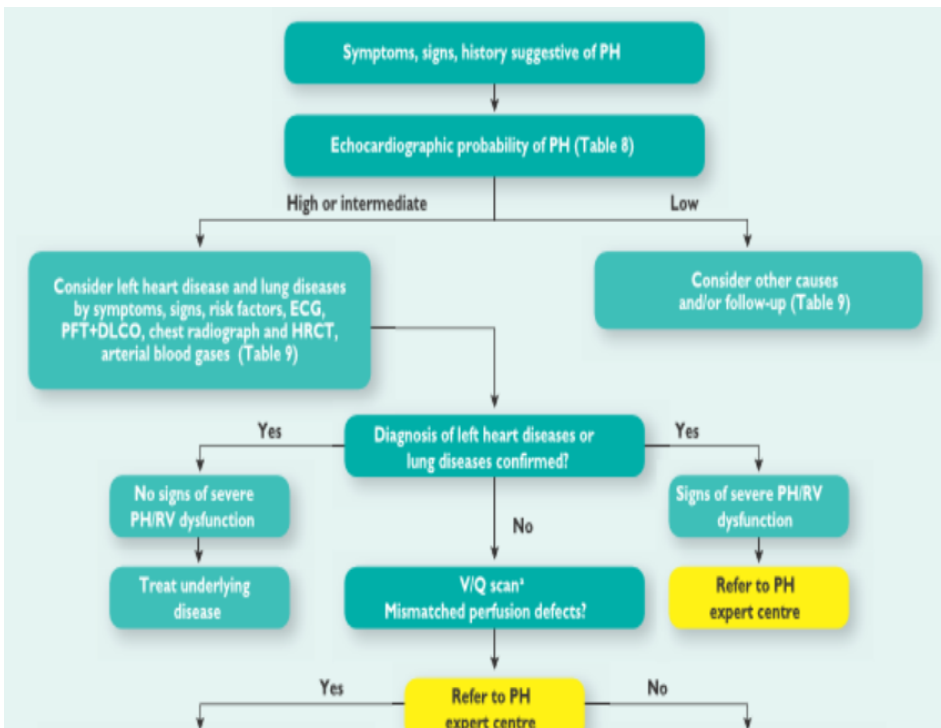 Symptoms, signs, history suggestive of PH
Echocardiographic probability of PH (Table 8)
High or intermediate
Low
Consider left heart disease and lung diseases
by symptoms, signs, risk factors, ECG,
PFT+DLCO, chest radiograph and HRCT,
arterial blood gases (Table 9)
Consider other causes
and/or follow-up (Table 9)
Yes
Diagnosis of left heart diseases or
lung diseases confirmed?
Yes
No signs of severe
PH/RV dysfunction
Signs of severe PH/RV
dysfunction
No
Treat underlying
disease
V/Q scanᵃ
Mismatched perfusion defects?
Refer to PH
expert centre
Yes
Refer to PH
expert centre
No